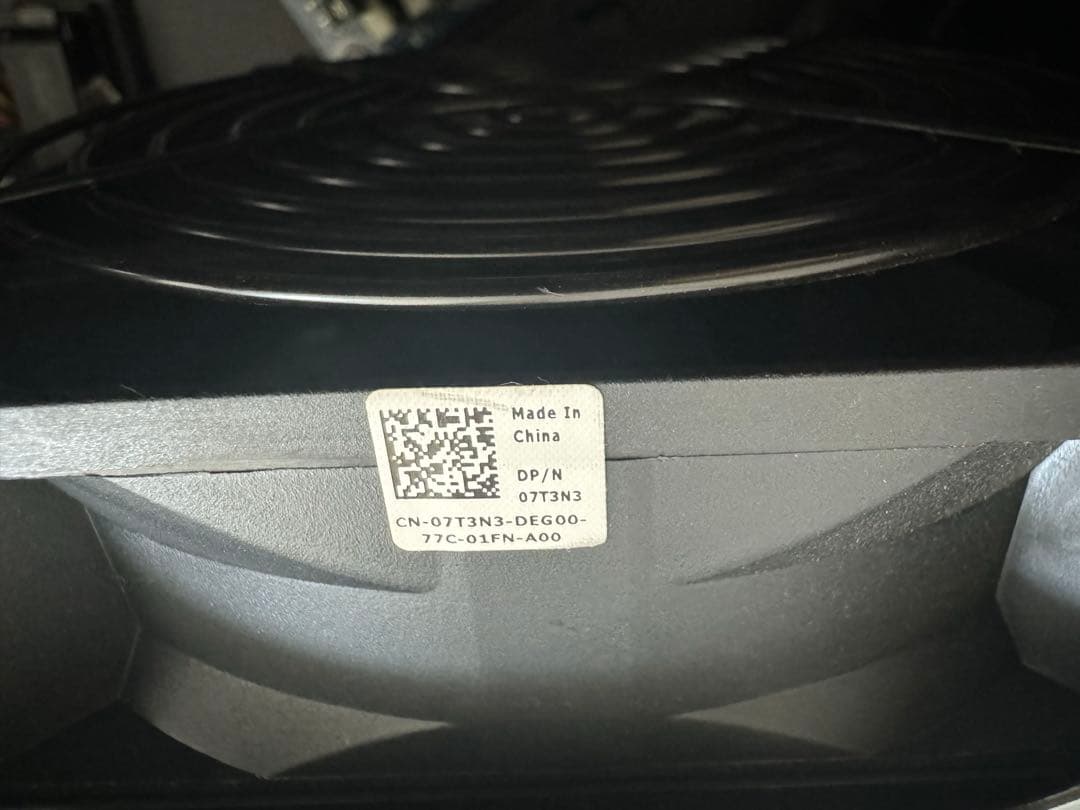 Made In
China
DP/N
07T3N3
CN-07T3N3-DEG00-
77C-01FN-A00